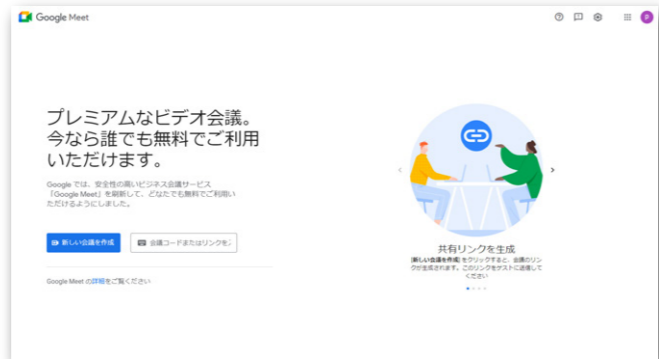 Google Meet
P
プレミアムなビデオ会議。
今なら誰でも無料でご利用
いただけます。
Google では、安全性の高いビジネス会議サービス
「Google Meet」を刷新して、どなたでも無料でご利用い
ただけるようにしました。
新しい会議を作成
会議コードまたはリンクを入
Google Meet の詳細をご覧ください
共有リンクを生成
[新しい会議を作成] をクリックすると、会議のリン
クが生成されます。このリンクをゲストに送信して
ください